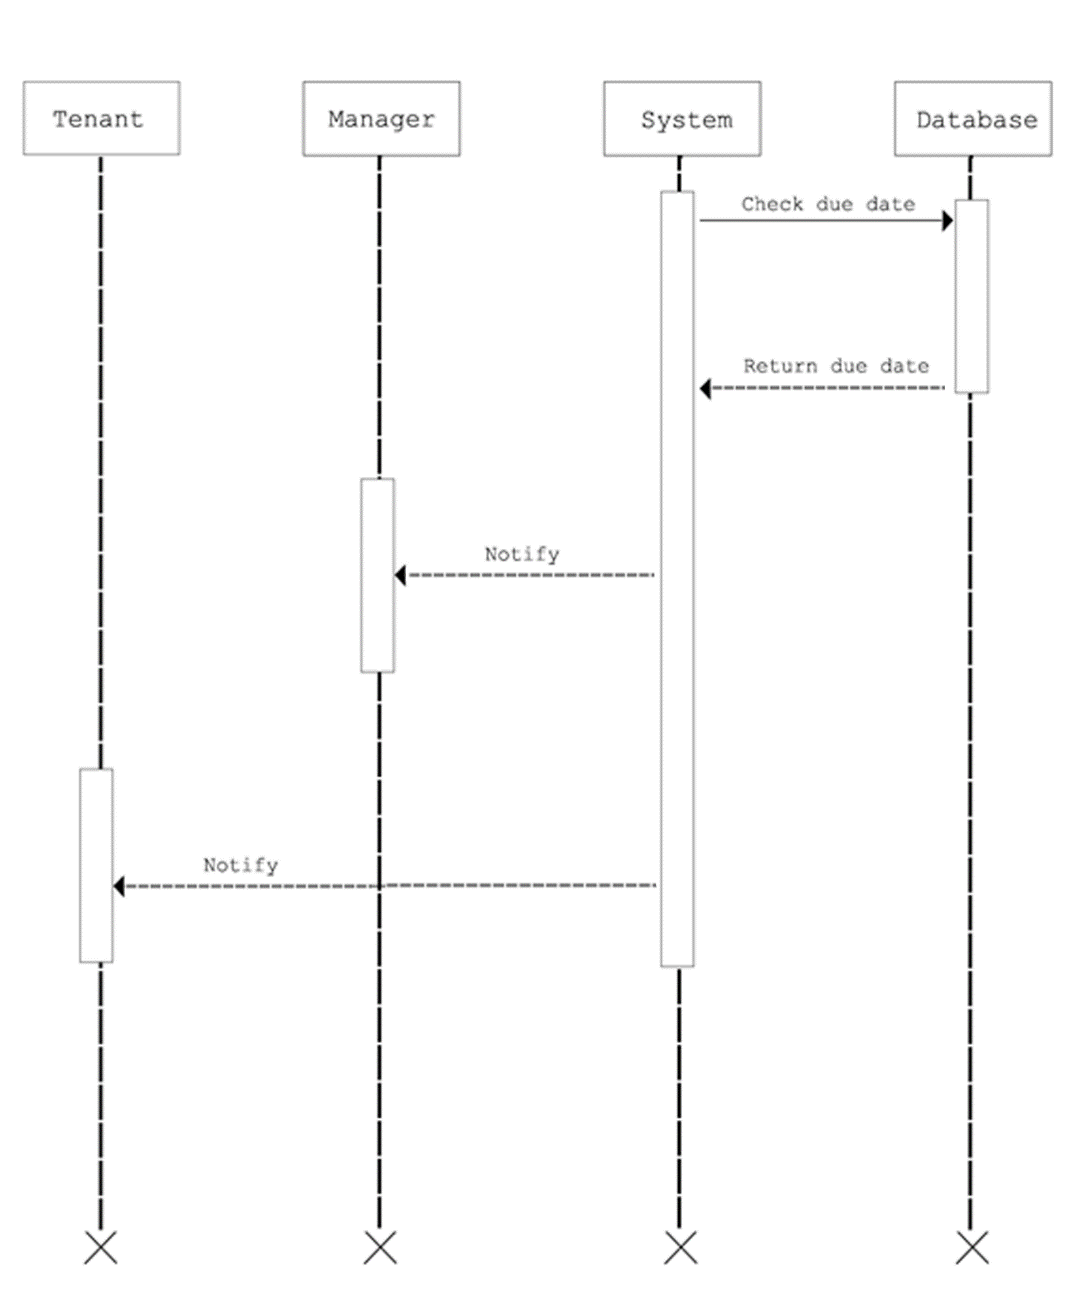 Tenant
Manager
System
Database
Check due date
Return due date
Notify
Notify